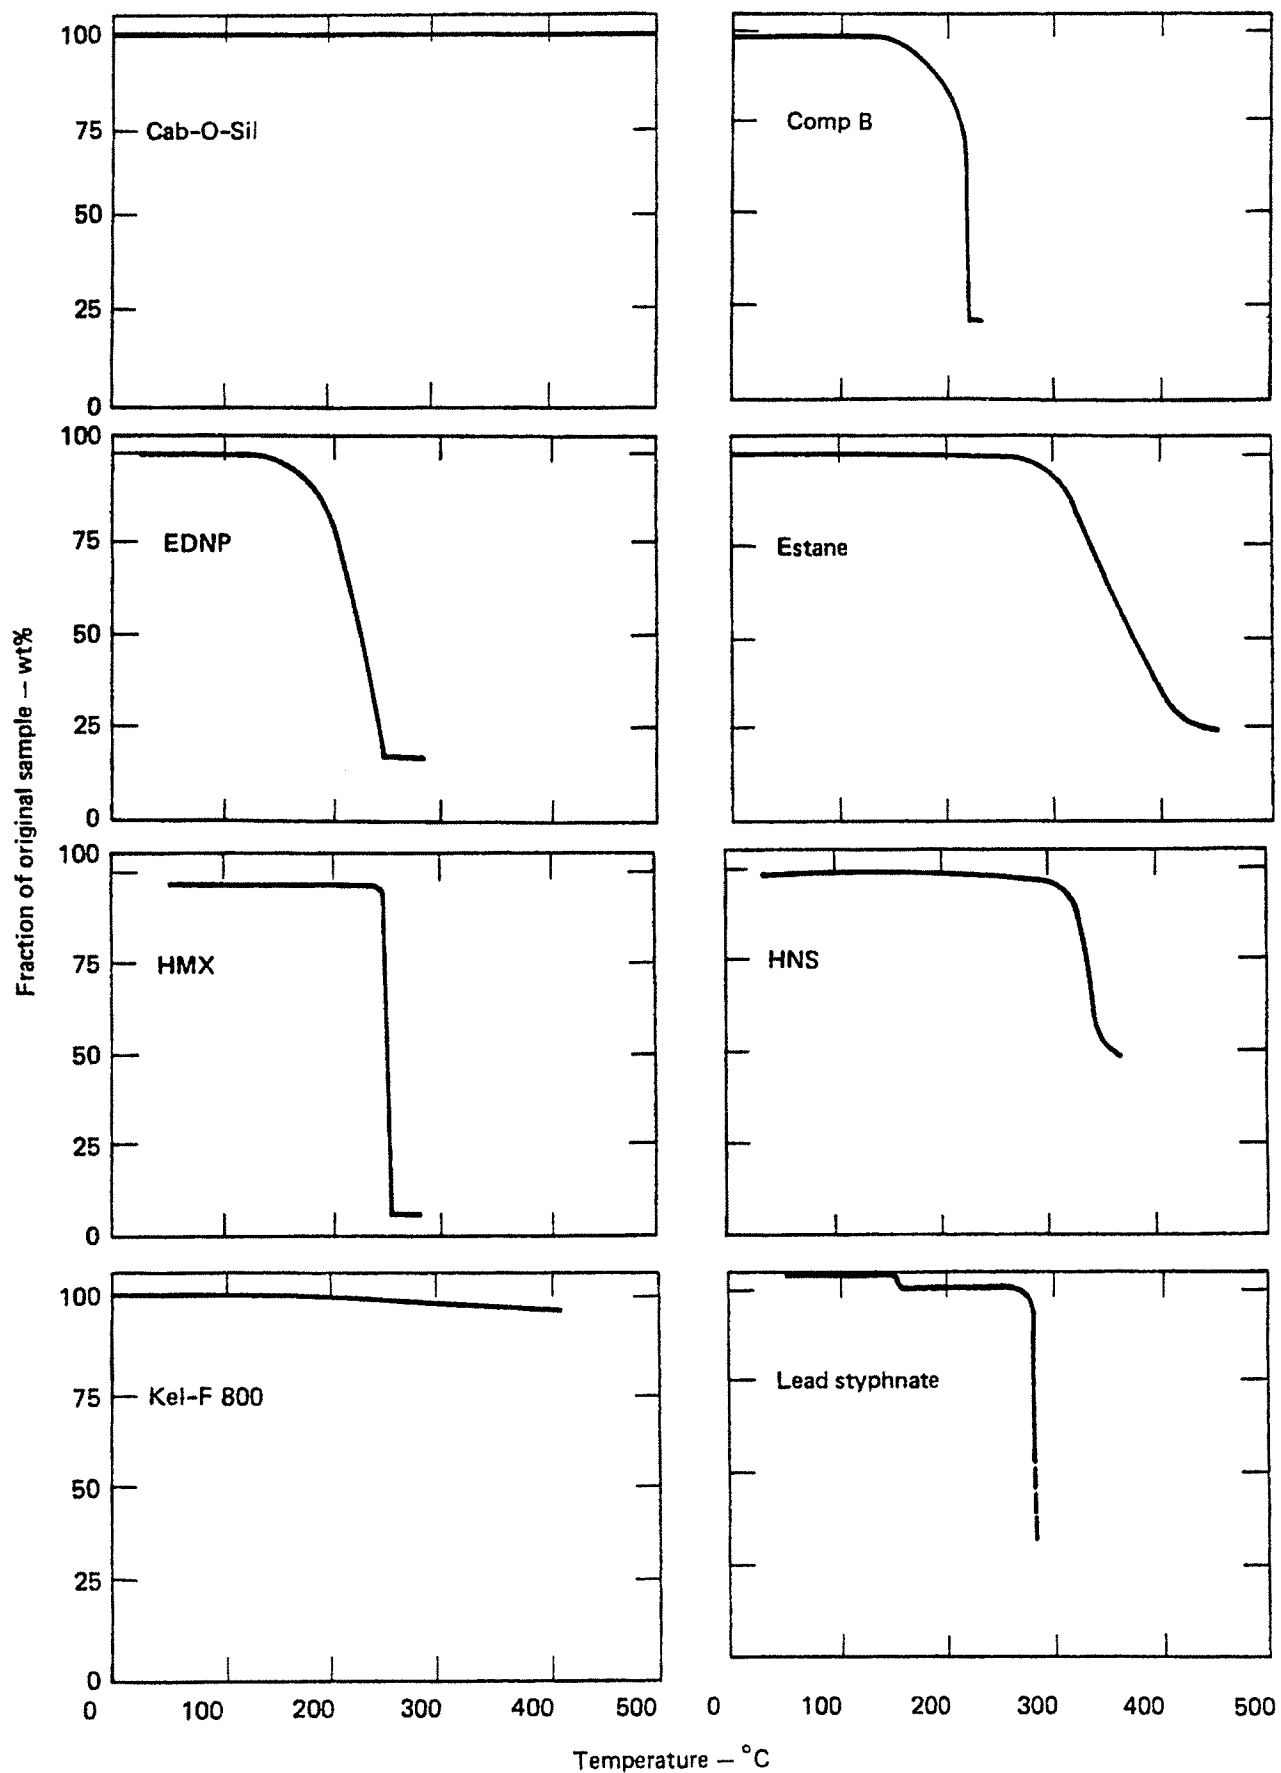 Fraction of original sample – wt%
100
75
50
25
0
Cab-O-Sil
Comp B
100
75
50
25
0
EDNP
Estane
100
75
50
25
0
HMX
HNS
100
75
50
25
0
Kel-F 800
Lead styphnate
0 100 200 300 400 500
0 100 200 300 400 500
Temperature – °C